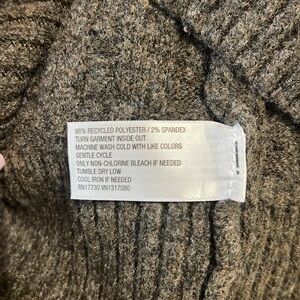 98% RECYCLED POLYESTER / 2% SPANDEX
TURN GARMENT INSIDE OUT
MACHINE WASH COLD WITH LIKE COLORS
GENTLE CYCLE
ONLY NON-CHLORINE BLEACH IF NEEDED
TUMBLE DRY LOW
COOL IRON IF NEEDED
RN17730 VN1317080